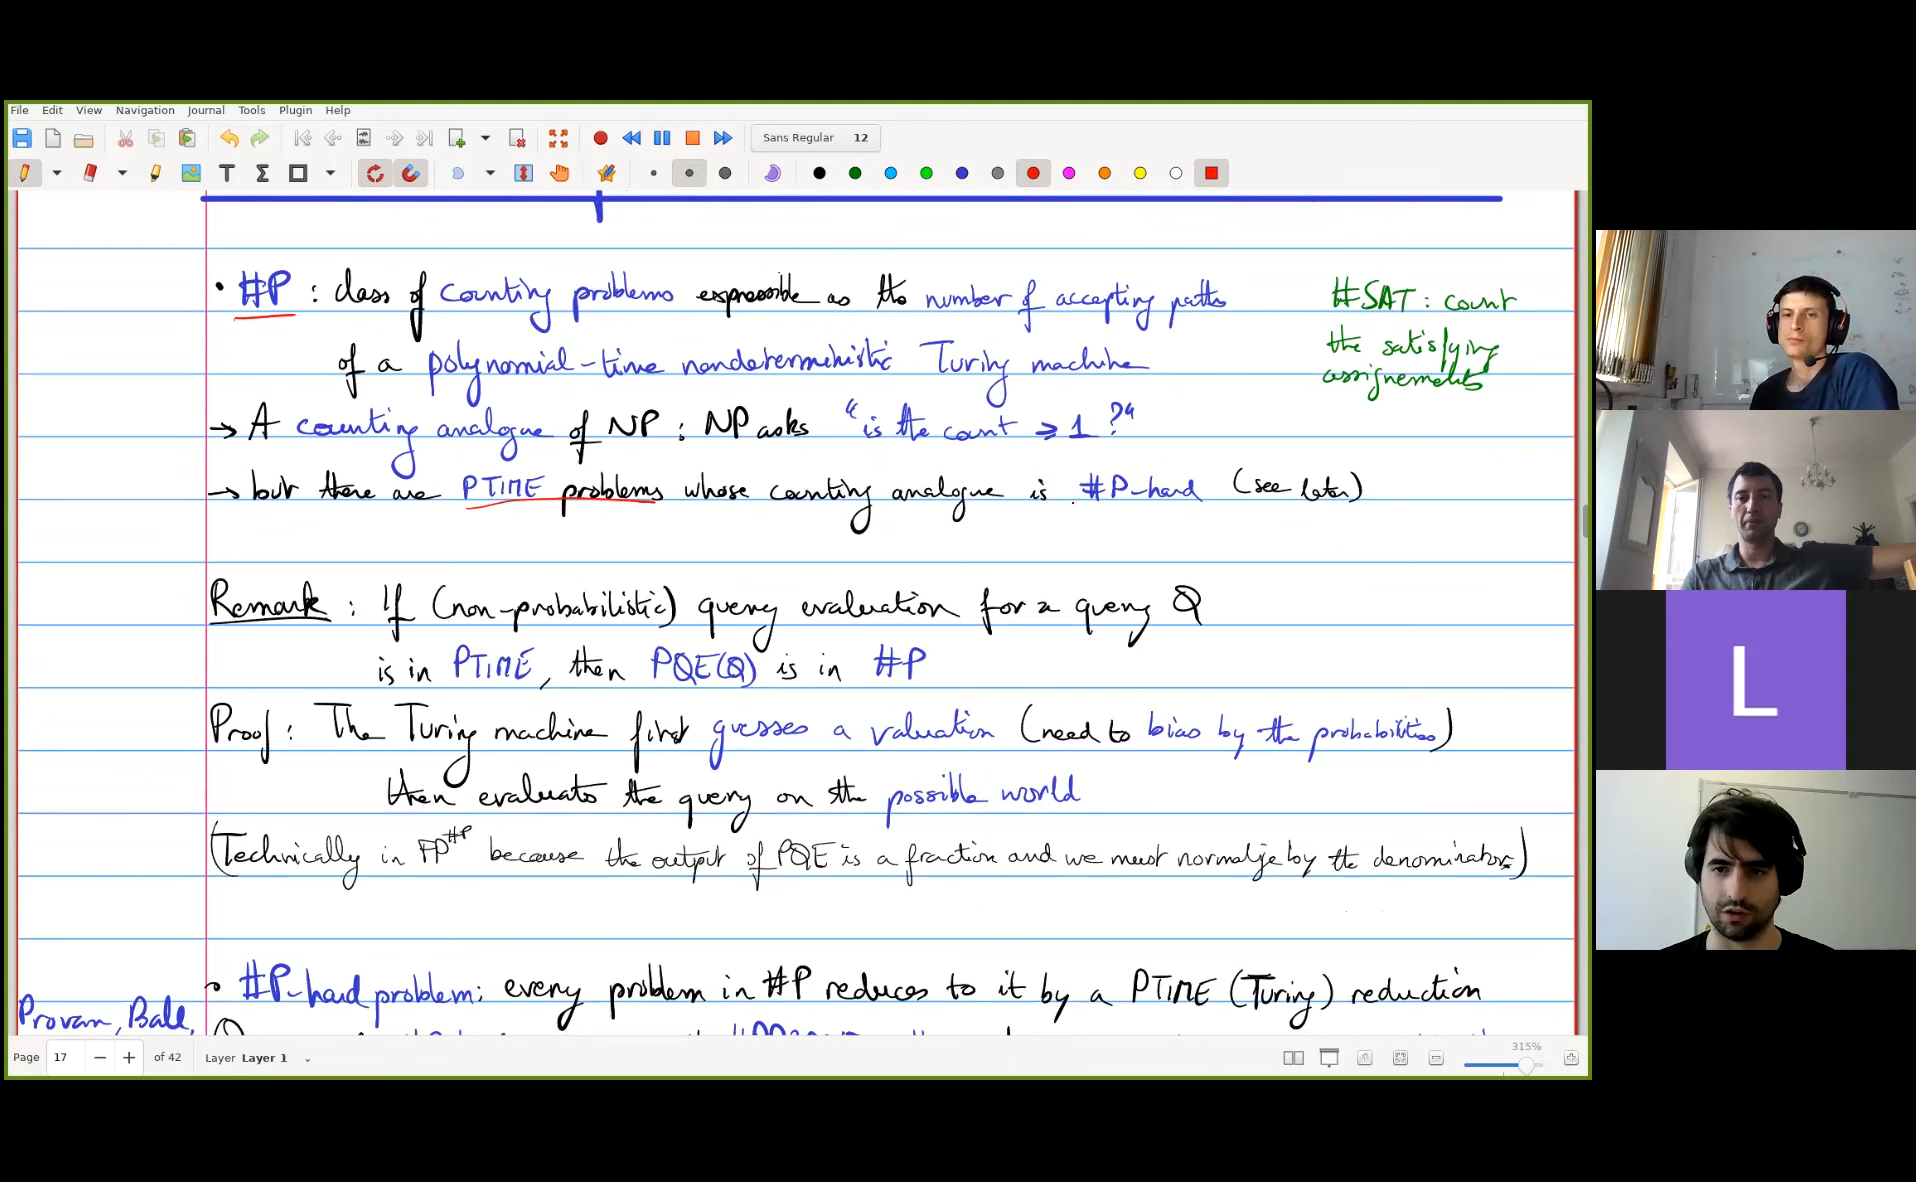 File Edit View Navigation Journal Tools Plugin Help
Sans Regular 12
• #P : class of counting problems expressible as the number of accepting paths
of a polynomial-time nondeterministic Turing machine
#SAT : count
the satisfying
assignements
→ A counting analogue of NP : NP asks "is the count ≥ 1 ?"
→ but there are PTIME problems whose counting analogue is #P-hard (see later)
Remark : If (non-probabilistic) query evaluation for a query Q
is in PTIME, then PQE(Q) is in #P
Proof : The Turing machine first guesses a valuation (need to bias by the probabilities)
then evaluates the query on the possible world
(Technically in FP^#P because the output of PQE is a fraction and we must normalize by the denominator)
• #P-hard problem; every problem in #P reduces to it by a PTIME (Turing) reduction
Provan, Ball,
Page 17 of 42 Layer Layer 1 315%
L